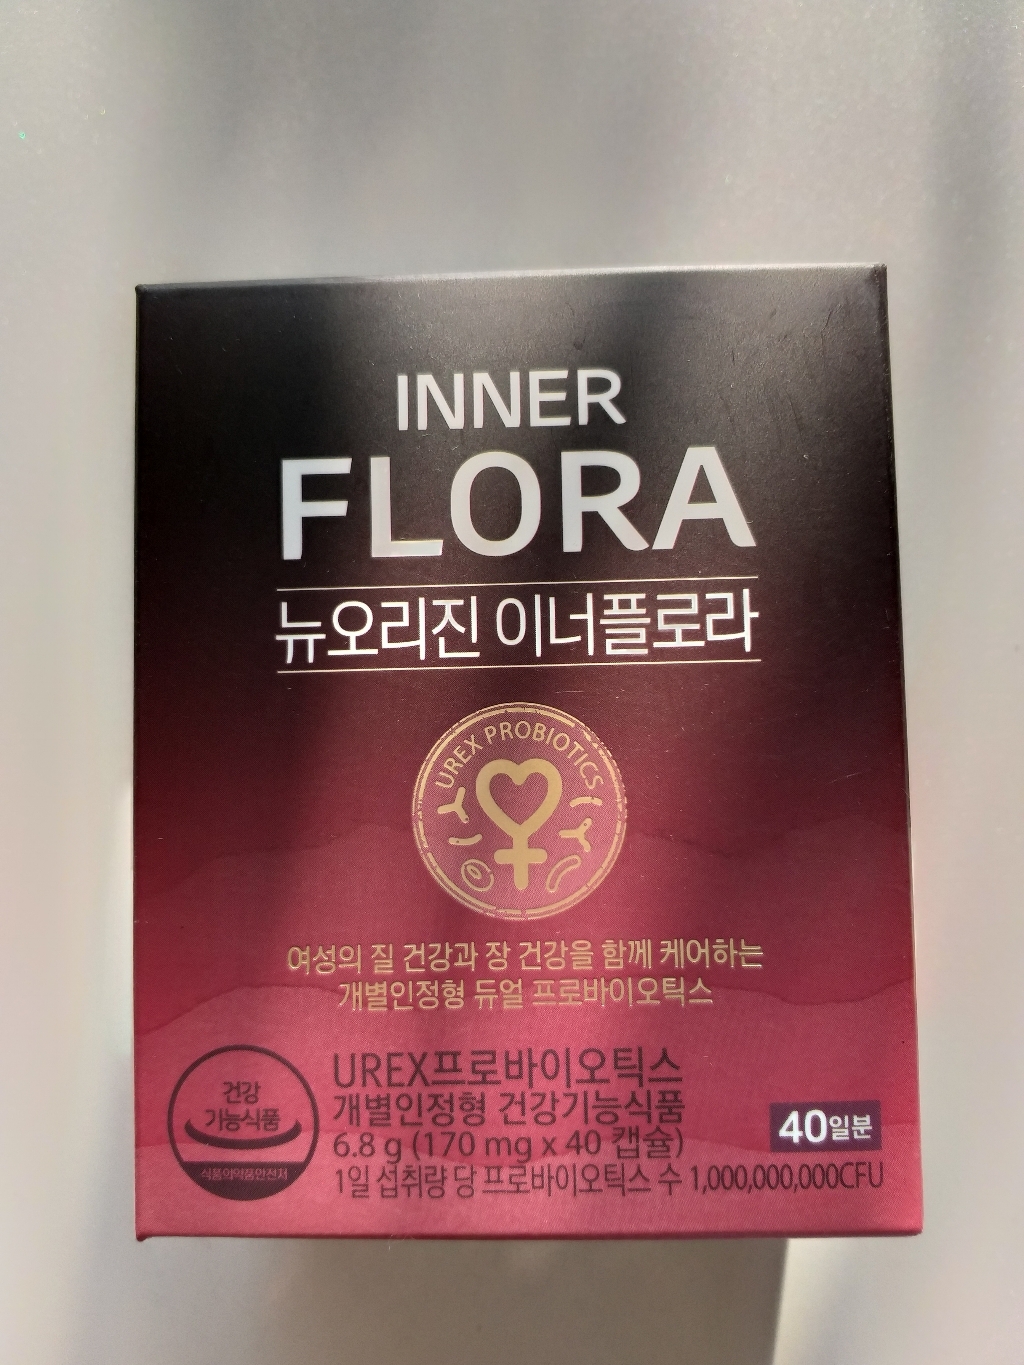 INNER
FLORA
뉴오리진 이너플로라
UREX PROBIOTICS
여성의 질 건강과 장 건강을 함께 케어하는
개별인정형 듀얼 프로바이오틱스
건강
기능식품
식품의약품안전처
UREX프로바이오틱스
개별인정형 건강기능식품
6.8 g (170 mg x 40 캡슐)
40일분
1일 섭취량 당 프로바이오틱스 수 1,000,000,000CFU